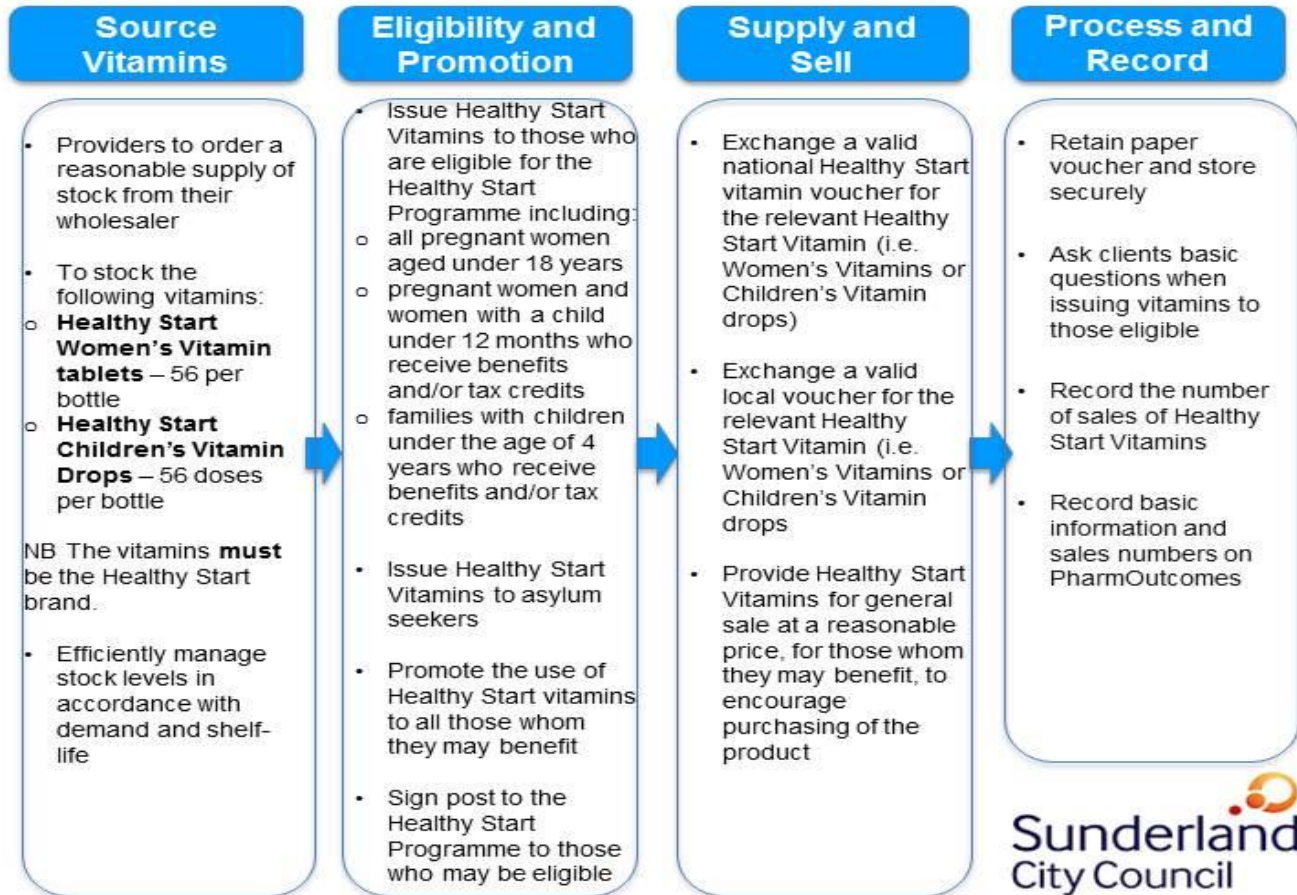 Source
Vitamins
• Providers to order a
reasonable supply of
stock from their
wholesaler
• To stock the
following vitamins:
o Healthy Start
Women's Vitamin
tablets – 56 per
bottle
o Healthy Start
Children's Vitamin
Drops – 56 doses
per bottle
NB The vitamins must
be the Healthy Start
brand.
• Efficiently manage
stock levels in
accordance with
demand and shelf-
life
Eligibility and
Promotion
• Issue Healthy Start
Vitamins to those who
are eligible for the
Healthy Start
Programme including:
o all pregnant women
aged under 18 years
o pregnant women and
women with a child
under 12 months who
receive benefits
and/or tax credits
o families with children
under the age of 4
years who receive
benefits and/or tax
credits
• Issue Healthy Start
Vitamins to asylum
seekers
• Promote the use of
Healthy Start vitamins
to all those whom
they may benefit
• Sign post to the
Healthy Start
Programme to those
who may be eligible
Supply and
Sell
• Exchange a valid
national Healthy Start
vitamin voucher for
the relevant Healthy
Start Vitamin (i.e.
Women's Vitamins or
Children's Vitamin
drops)
• Exchange a valid
local voucher for the
relevant Healthy
Start Vitamin (i.e.
Women's Vitamins or
Children's Vitamin
drops
• Provide Healthy Start
Vitamins for general
sale at a reasonable
price, for those whom
they may benefit, to
encourage
purchasing of the
product
Process and
Record
• Retain paper
voucher and store
securely
• Ask clients basic
questions when
issuing vitamins to
those eligible
• Record the number
of sales of Healthy
Start Vitamins
• Record basic
information and
sales numbers on
PharmOutcomes
Sunderland
City Council